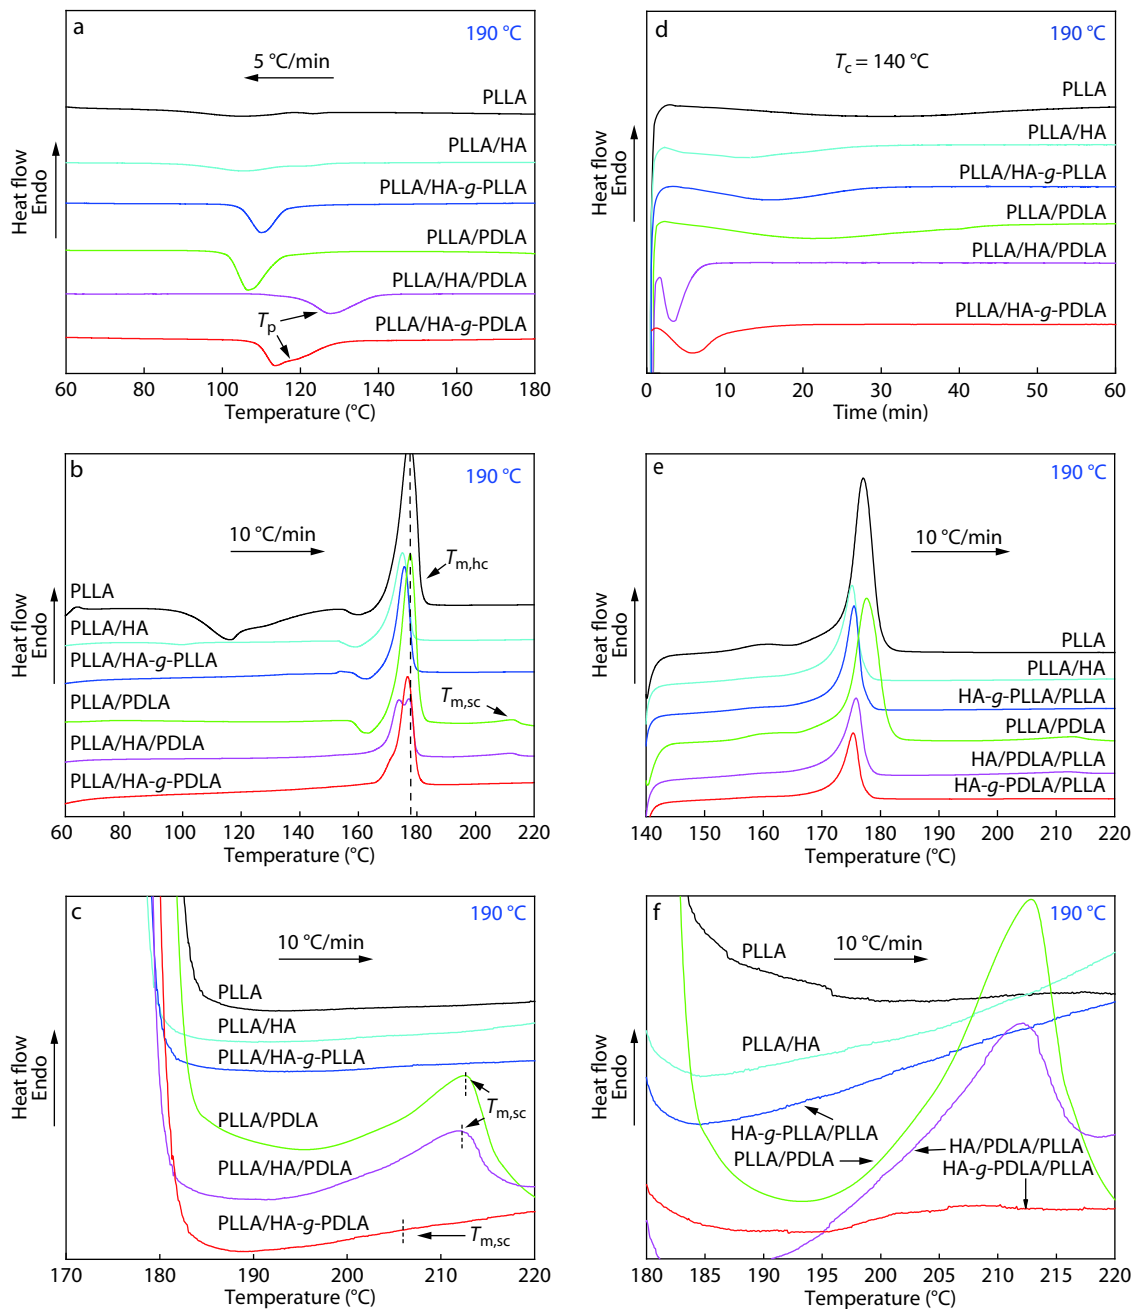 a
190 °C
5 °C/min
PLLA
PLLA/HA
PLLA/HA-g-PLLA
PLLA/PDLA
PLLA/HA/PDLA
Tp
PLLA/HA-g-PDLA
Heat flow
Endo
60 80 100 120 140 160 180
Temperature (°C)
d
190 °C
Tc = 140 °C
PLLA
PLLA/HA
PLLA/HA-g-PLLA
PLLA/PDLA
PLLA/HA/PDLA
PLLA/HA-g-PDLA
Heat flow
Endo
0 10 20 30 40 50 60
Time (min)
b
190 °C
10 °C/min
Tm,hc
PLLA
PLLA/HA
PLLA/HA-g-PLLA
PLLA/PDLA
Tm,sc
PLLA/HA/PDLA
PLLA/HA-g-PDLA
Heat flow
Endo
60 80 100 120 140 160 180 200 220
Temperature (°C)
e
190 °C
10 °C/min
PLLA
PLLA/HA
HA-g-PLLA/PLLA
PLLA/PDLA
HA/PDLA/PLLA
HA-g-PDLA/PLLA
Heat flow
Endo
140 150 160 170 180 190 200 210 220
Temperature (°C)
c
190 °C
10 °C/min
PLLA
PLLA/HA
PLLA/HA-g-PLLA
PLLA/PDLA
Tm,sc
PLLA/HA/PDLA
PLLA/HA-g-PDLA
Tm,sc
Heat flow
Endo
170 180 190 200 210 220
Temperature (°C)
f
190 °C
10 °C/min
PLLA
PLLA/HA
HA-g-PLLA/PLLA
PLLA/PDLA
HA/PDLA/PLLA
HA-g-PDLA/PLLA
Heat flow
Endo
180 185 190 195 200 205 210 215 220
Temperature (°C)